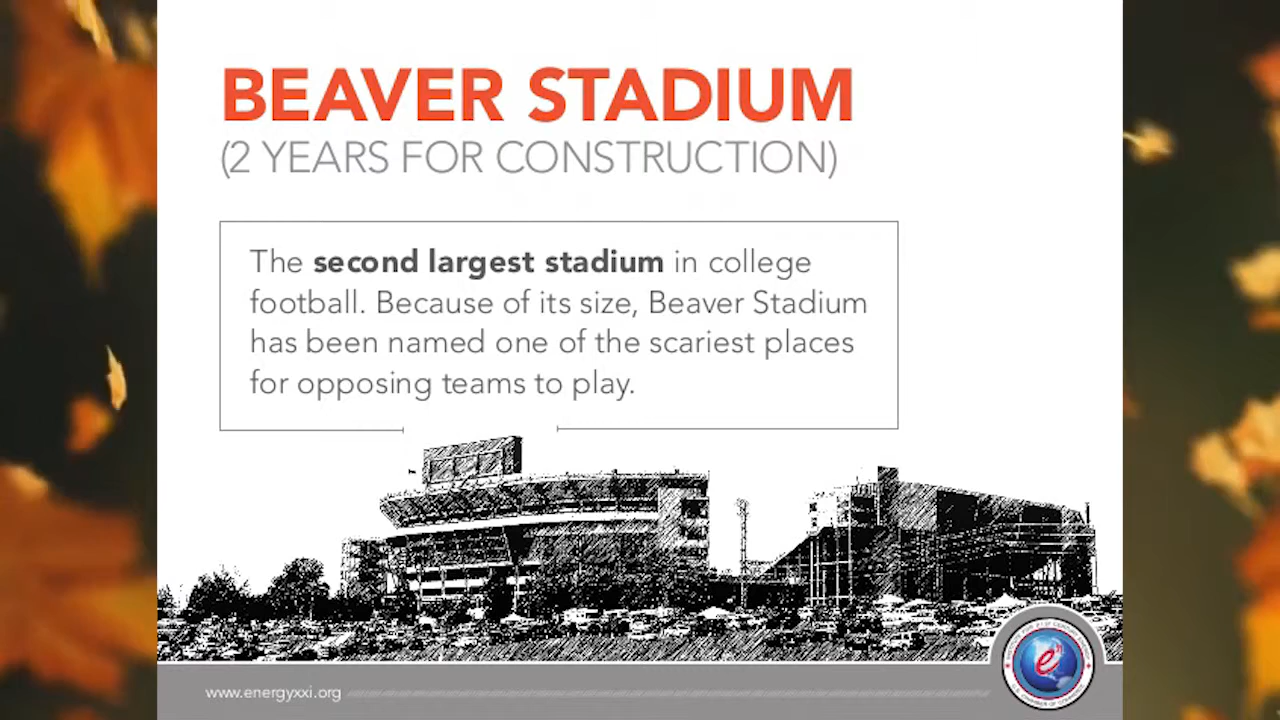 BEAVER STADIUM
(2 YEARS FOR CONSTRUCTION)
The second largest stadium in college
football. Because of its size, Beaver Stadium
has been named one of the scariest places
for opposing teams to play.
www.energyxxi.org